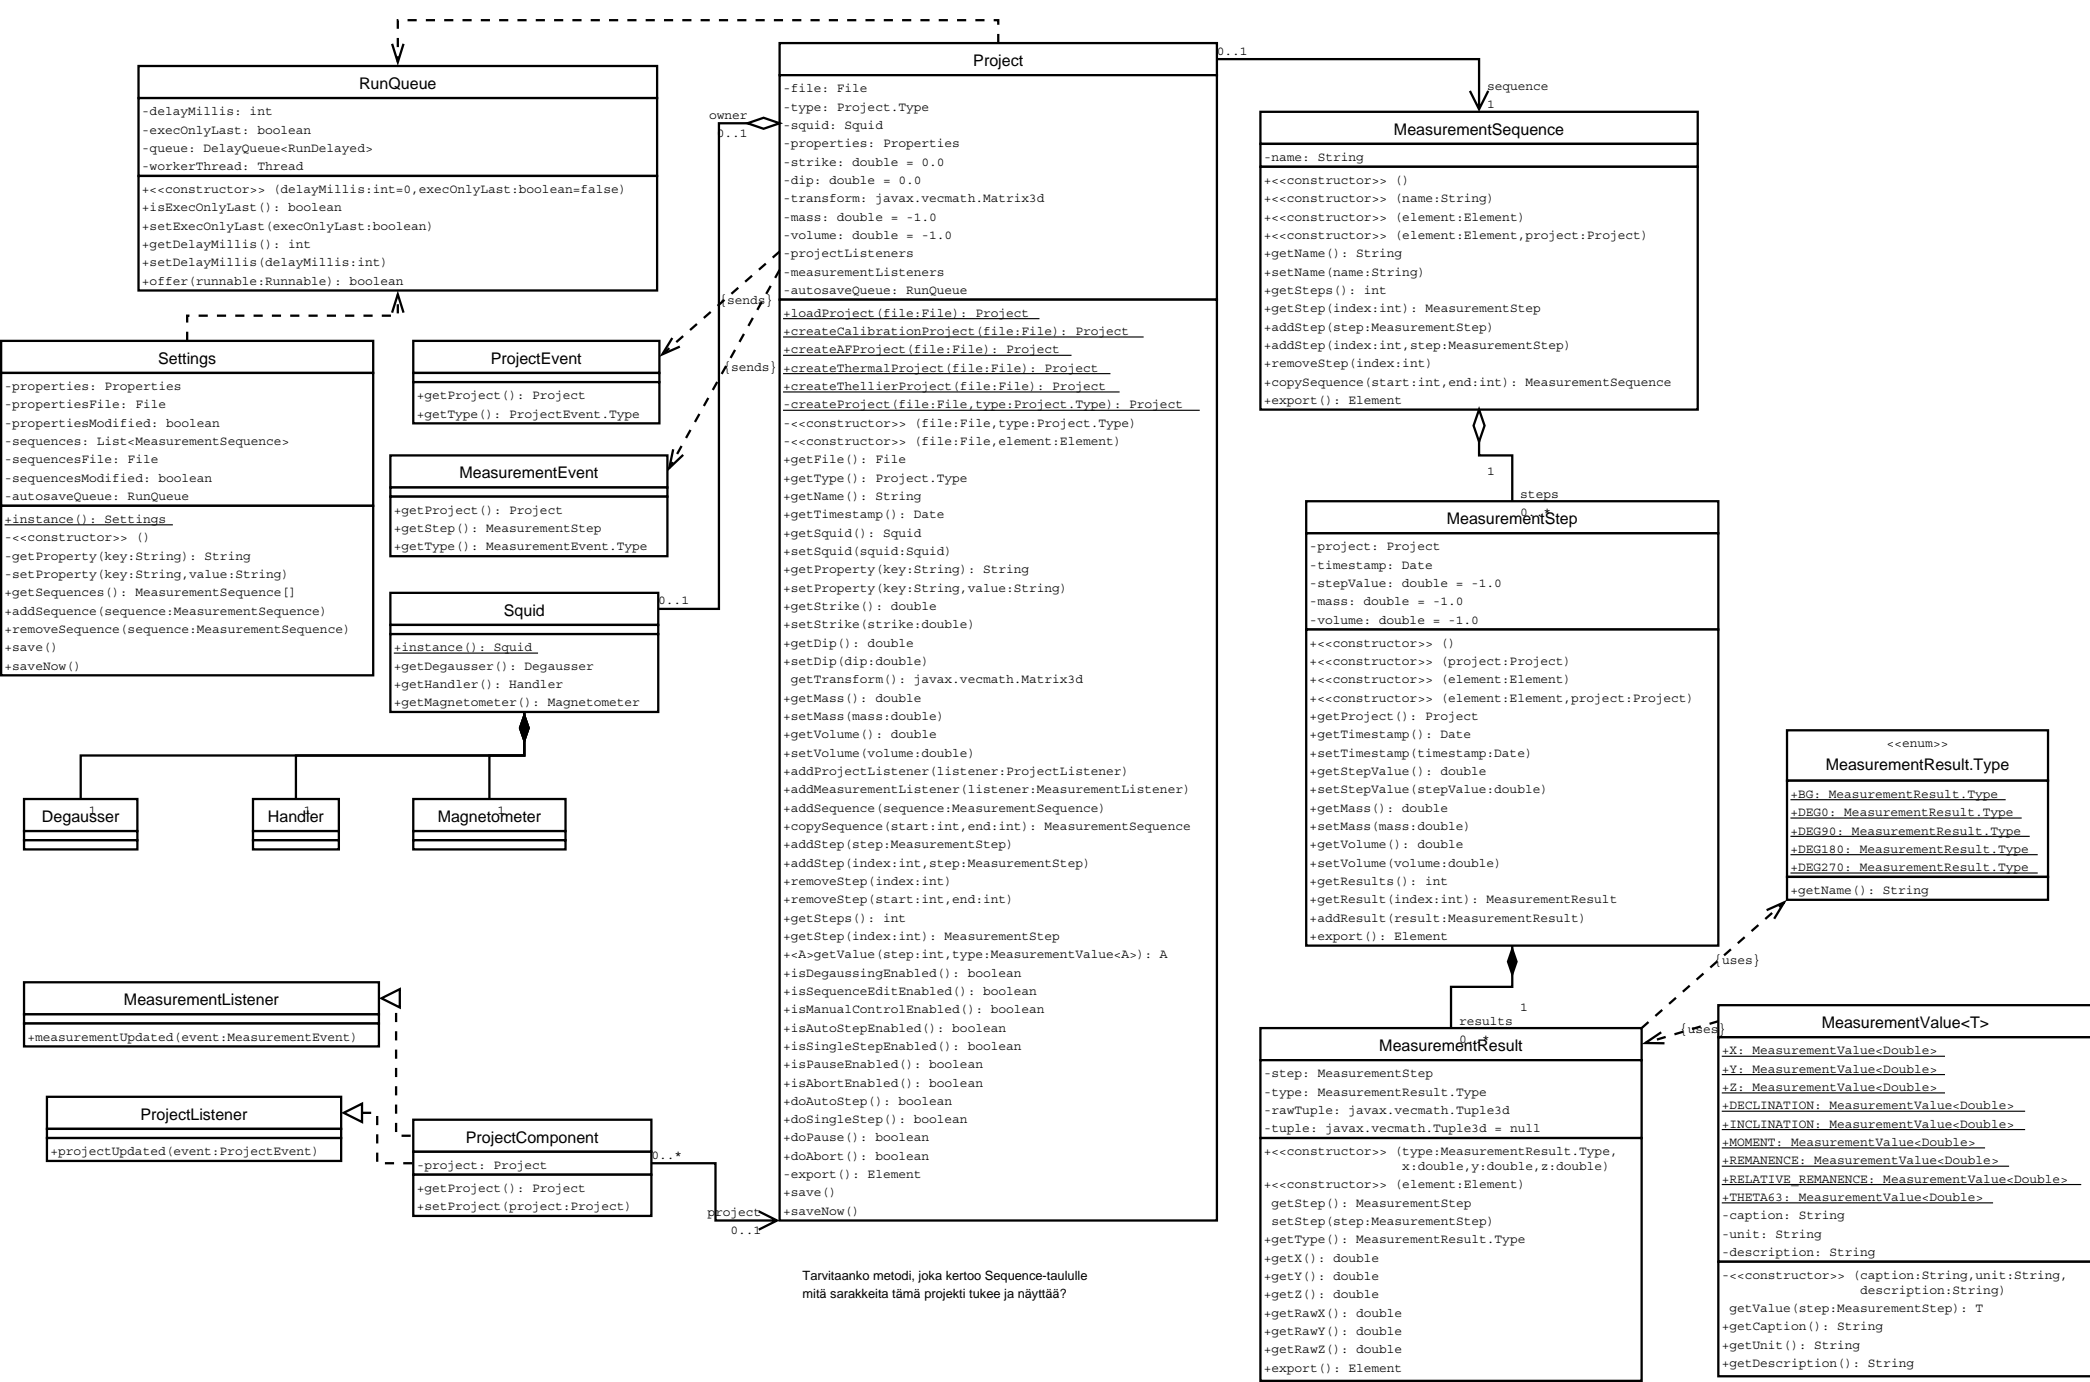 RunQueue
-delayMillis: int
-execOnlyLast: boolean
-queue: DelayQueue<RunDelayed>
-workerThread: Thread
+<<constructor>> (delayMillis:int=0,execOnlyLast:boolean=false)
+isExecOnlyLast(): boolean
+setExecOnlyLast(execOnlyLast:boolean)
+getDelayMillis(): int
+setDelayMillis(delayMillis:int)
+offer(runnable:Runnable): boolean
Settings
-properties: Properties
-propertiesFile: File
-propertiesModified: boolean
-sequences: List<MeasurementSequence>
-sequencesFile: File
-sequencesModified: boolean
-autosaveQueue: RunQueue
+instance(): Settings
-<<constructor>> ()
-getProperty(key:String): String
-setProperty(key:String,value:String)
+getSequences(): MeasurementSequence[]
+addSequence(sequence:MeasurementSequence)
+removeSequence(sequence:MeasurementSequence)
+save()
+saveNow()
ProjectEvent
+getProject(): Project
+getType(): ProjectEvent.Type
MeasurementEvent
+getProject(): Project
+getStep(): MeasurementStep
+getType(): MeasurementEvent.Type
owner
0..1
{sends}
{sends}
Squid
+instance(): Squid
+getDegausser(): Degausser
+getHandler(): Handler
+getMagnetometer(): Magnetometer
0..1
Degausser
1
Handler
1
Magnetometer
1
MeasurementListener
+measurementUpdated(event:MeasurementEvent)
ProjectListener
+projectUpdated(event:ProjectEvent)
ProjectComponent
-project: Project
+getProject(): Project
+setProject(project:Project)
0..*
project
0..1
Project
-file: File
-type: Project.Type
-squid: Squid
-properties: Properties
-strike: double = 0.0
-dip: double = 0.0
-transform: javax.vecmath.Matrix3d
-mass: double = -1.0
-volume: double = -1.0
-projectListeners
-measurementListeners
-autosaveQueue: RunQueue
+loadProject(file:File): Project
+createCalibrationProject(file:File): Project
+createAFProject(file:File): Project
+createThermalProject(file:File): Project
+createThellierProject(file:File): Project
-createProject(file:File,type:Project.Type): Project
-<<constructor>> (file:File,type:Project.Type)
-<<constructor>> (file:File,element:Element)
+getFile(): File
+getType(): Project.Type
+getName(): String
+getTimestamp(): Date
+getSquid(): Squid
+setSquid(squid:Squid)
+getProperty(key:String): String
+setProperty(key:String,value:String)
+getStrike(): double
+setStrike(strike:double)
+getDip(): double
+setDip(dip:double)
getTransform(): javax.vecmath.Matrix3d
+getMass(): double
+setMass(mass:double)
+getVolume(): double
+setVolume(volume:double)
+addProjectListener(listener:ProjectListener)
+addMeasurementListener(listener:MeasurementListener)
+addSequence(sequence:MeasurementSequence)
+copySequence(start:int,end:int): MeasurementSequence
+addStep(step:MeasurementStep)
+addStep(index:int,step:MeasurementStep)
+removeStep(index:int)
+removeStep(start:int,end:int)
+getSteps(): int
+getStep(index:int): MeasurementStep
+<A>getValue(step:int,type:MeasurementValue<A>): A
+isDegaussingEnabled(): boolean
+isSequenceEditEnabled(): boolean
+isManualControlEnabled(): boolean
+isAutoStepEnabled(): boolean
+isSingleStepEnabled(): boolean
+isPauseEnabled(): boolean
+isAbortEnabled(): boolean
+doAutoStep(): boolean
+doSingleStep(): boolean
+doPause(): boolean
+doAbort(): boolean
-export(): Element
+save()
+saveNow()
Tarvitaanko metodi, joka kertoo Sequence-taululle
mitä sarakkeita tämä projekti tukee ja näyttää?
0..1
sequence
1
MeasurementSequence
-name: String
+<<constructor>> ()
+<<constructor>> (name:String)
+<<constructor>> (element:Element)
+<<constructor>> (element:Element,project:Project)
+getName(): String
+setName(name:String)
+getSteps(): int
+getStep(index:int): MeasurementStep
+addStep(step:MeasurementStep)
+addStep(index:int,step:MeasurementStep)
+removeStep(index:int)
+copySequence(start:int,end:int): MeasurementSequence
+export(): Element
1
steps
0..*
MeasurementStep
-project: Project
-timestamp: Date
-stepValue: double = -1.0
-mass: double = -1.0
-volume: double = -1.0
+<<constructor>> ()
+<<constructor>> (project:Project)
+<<constructor>> (element:Element)
+<<constructor>> (element:Element,project:Project)
+getProject(): Project
+getTimestamp(): Date
+setTimestamp(timestamp:Date)
+getStepValue(): double
+setStepValue(stepValue:double)
+getMass(): double
+setMass(mass:double)
+getVolume(): double
+setVolume(volume:double)
+getResults(): int
+getResult(index:int): MeasurementResult
+addResult(result:MeasurementResult)
+export(): Element
1
results
0..*
MeasurementResult
-step: MeasurementStep
-type: MeasurementResult.Type
-rawTuple: javax.vecmath.Tuple3d
-tuple: javax.vecmath.Tuple3d = null
+<<constructor>> (type:MeasurementResult.Type,
x:double,y:double,z:double)
+<<constructor>> (element:Element)
getStep(): MeasurementStep
setStep(step:MeasurementStep)
+getType(): MeasurementResult.Type
+getX(): double
+getY(): double
+getZ(): double
+getRawX(): double
+getRawY(): double
+getRawZ(): double
+export(): Element
<<enum>>
MeasurementResult.Type
+BG: MeasurementResult.Type
+DEG0: MeasurementResult.Type
+DEG90: MeasurementResult.Type
+DEG180: MeasurementResult.Type
+DEG270: MeasurementResult.Type
+getName(): String
{uses}
{uses}
MeasurementValue<T>
+X: MeasurementValue<Double>
+Y: MeasurementValue<Double>
+Z: MeasurementValue<Double>
+DECLINATION: MeasurementValue<Double>
+INCLINATION: MeasurementValue<Double>
+MOMENT: MeasurementValue<Double>
+REMANENCE: MeasurementValue<Double>
+RELATIVE_REMANENCE: MeasurementValue<Double>
+THETA63: MeasurementValue<Double>
-caption: String
-unit: String
-description: String
-<<constructor>> (caption:String,unit:String,
description:String)
getValue(step:MeasurementStep): T
+getCaption(): String
+getUnit(): String
+getDescription(): String